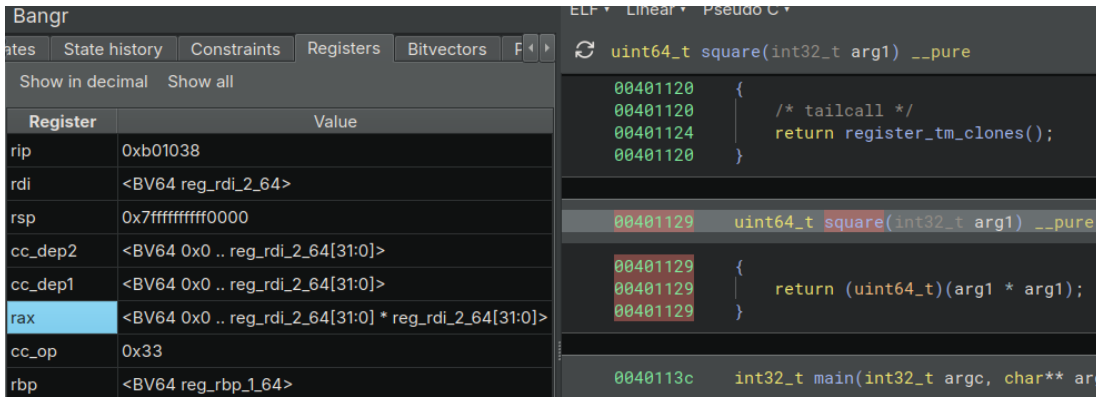 Bangr
ates State history Constraints Registers Bitvectors
Show in decimal Show all
Register Value
rip 0xb01038
rdi <BV64 reg_rdi_2_64>
rsp 0x7ffffffffff0000
cc_dep2 <BV64 0x0 .. reg_rdi_2_64[31:0]>
cc_dep1 <BV64 0x0 .. reg_rdi_2_64[31:0]>
rax <BV64 0x0 .. reg_rdi_2_64[31:0] * reg_rdi_2_64[31:0]>
cc_op 0x33
rbp <BV64 reg_rbp_1_64>
ELF Linear Pseudo C
uint64_t square(int32_t arg1) __pure
00401120 {
00401120 /* tailcall */
00401124 return register_tm_clones();
00401120 }
00401129 uint64_t square(int32_t arg1) __pure
00401129 {
00401129 return (uint64_t)(arg1 * arg1);
00401129 }
0040113c int32_t main(int32_t argc, char** ar